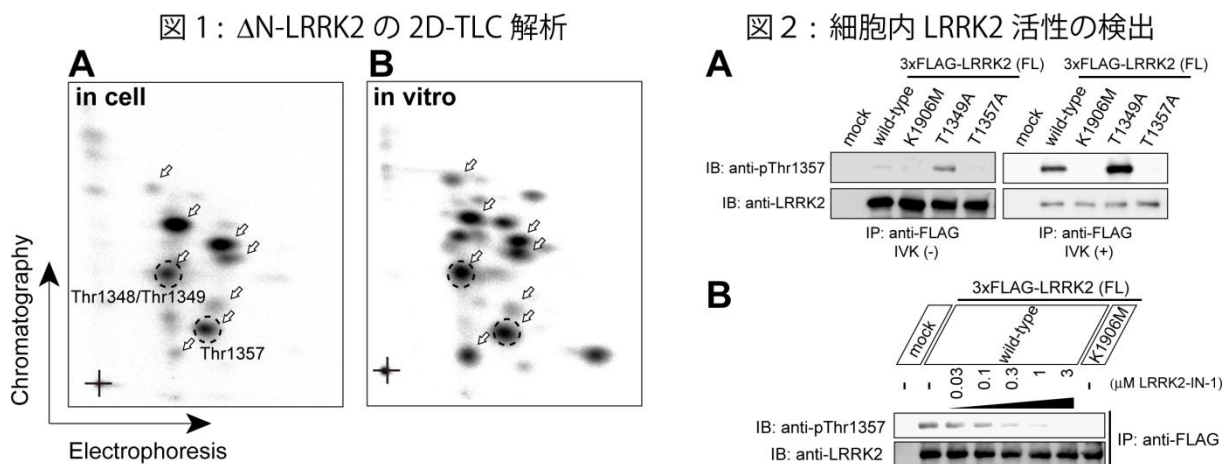 図 1 : ΔN-LRRK2 の 2D-TLC 解析
A
in cell
B
in vitro
Thr1348/Thr1349
Thr1357
Chromatography
Electrophoresis
図 2 : 細胞内 LRRK2 活性の検出
A
3xFLAG-LRRK2 (FL)
3xFLAG-LRRK2 (FL)
mock
wild-type
K1906M
T1349A
T1357A
mock
wild-type
K1906M
T1349A
T1357A
IB: anti-pThr1357
IB: anti-LRRK2
IP: anti-FLAG
IVK (-)
IP: anti-FLAG
IVK (+)
B
3xFLAG-LRRK2 (FL)
mock
wild-type
K1906M
- - 0.03 0.1 0.3 1 3 - (μM LRRK2-IN-1)
IB: anti-pThr1357
IB: anti-LRRK2
IP: anti-FLAG